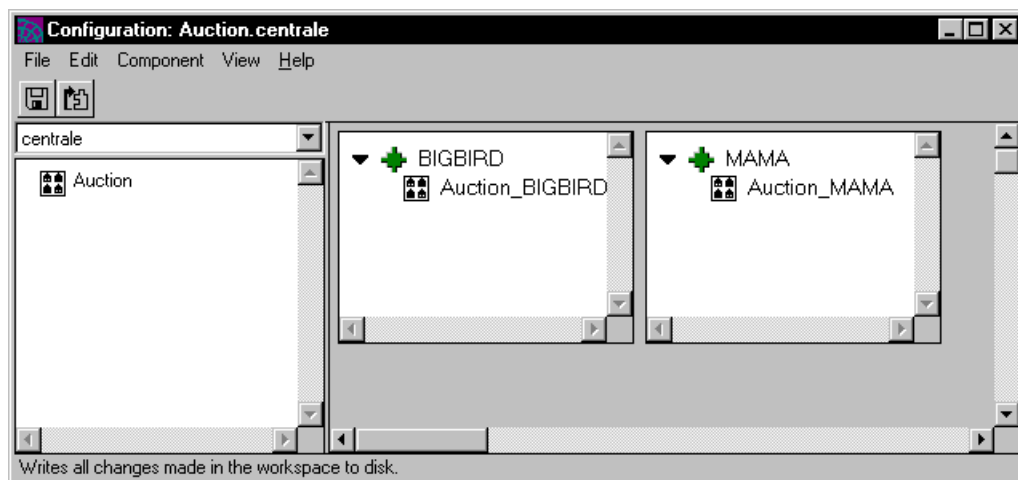 Configuration: Auction.centrale
File Edit Component View Help
centrale
Auction
BIGBIRD
Auction_BIGBIRD
MAMA
Auction_MAMA
Writes all changes made in the workspace to disk.